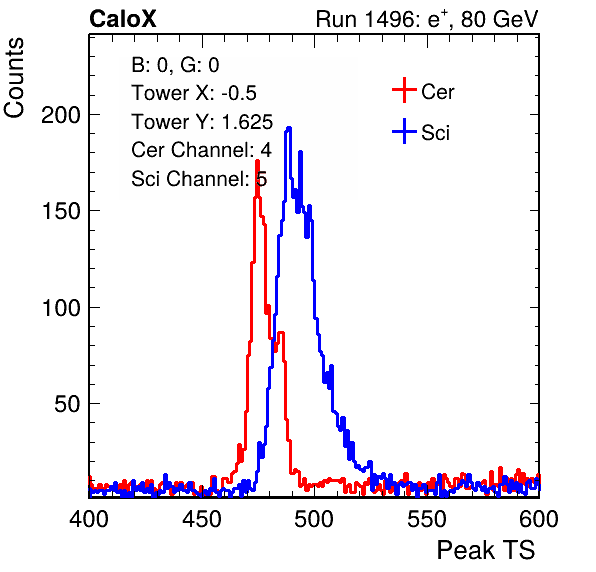 CaloX Run 1496: e⁺, 80 GeV
Counts
B: 0, G: 0
Tower X: -0.5
Tower Y: 1.625
Cer Channel: 4
Sci Channel: 5
Cer
Sci
200
150
100
50
400 450 500 550 600
Peak TS